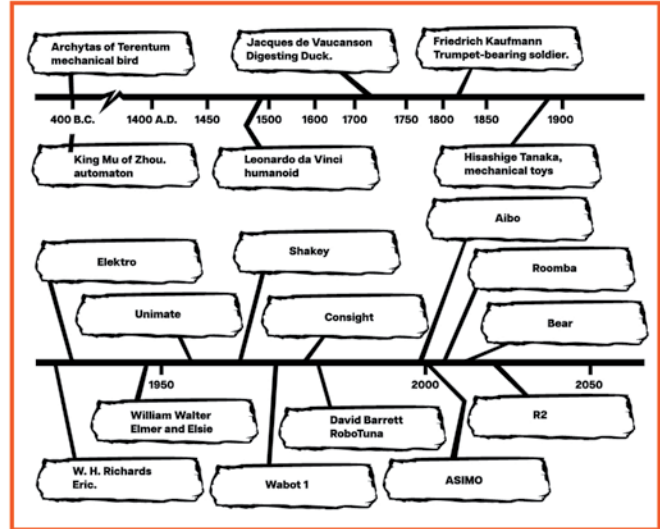 Archytas of Terentum
mechanical bird
Jacques de Vaucanson
Digesting Duck.
Friedrich Kaufmann
Trumpet-bearing soldier.
400 B.C.
1400 A.D.
1450
1500
1600
1700
1750
1800
1850
1900
King Mu of Zhou.
automaton
Leonardo da Vinci
humanoid
Hisashige Tanaka,
mechanical toys
Aibo
Elektro
Shakey
Roomba
Unimate
Consight
Bear
1950
2000
2050
William Walter
Elmer and Elsie
David Barrett
RoboTuna
R2
W. H. Richards
Eric.
Wabot 1
ASIMO